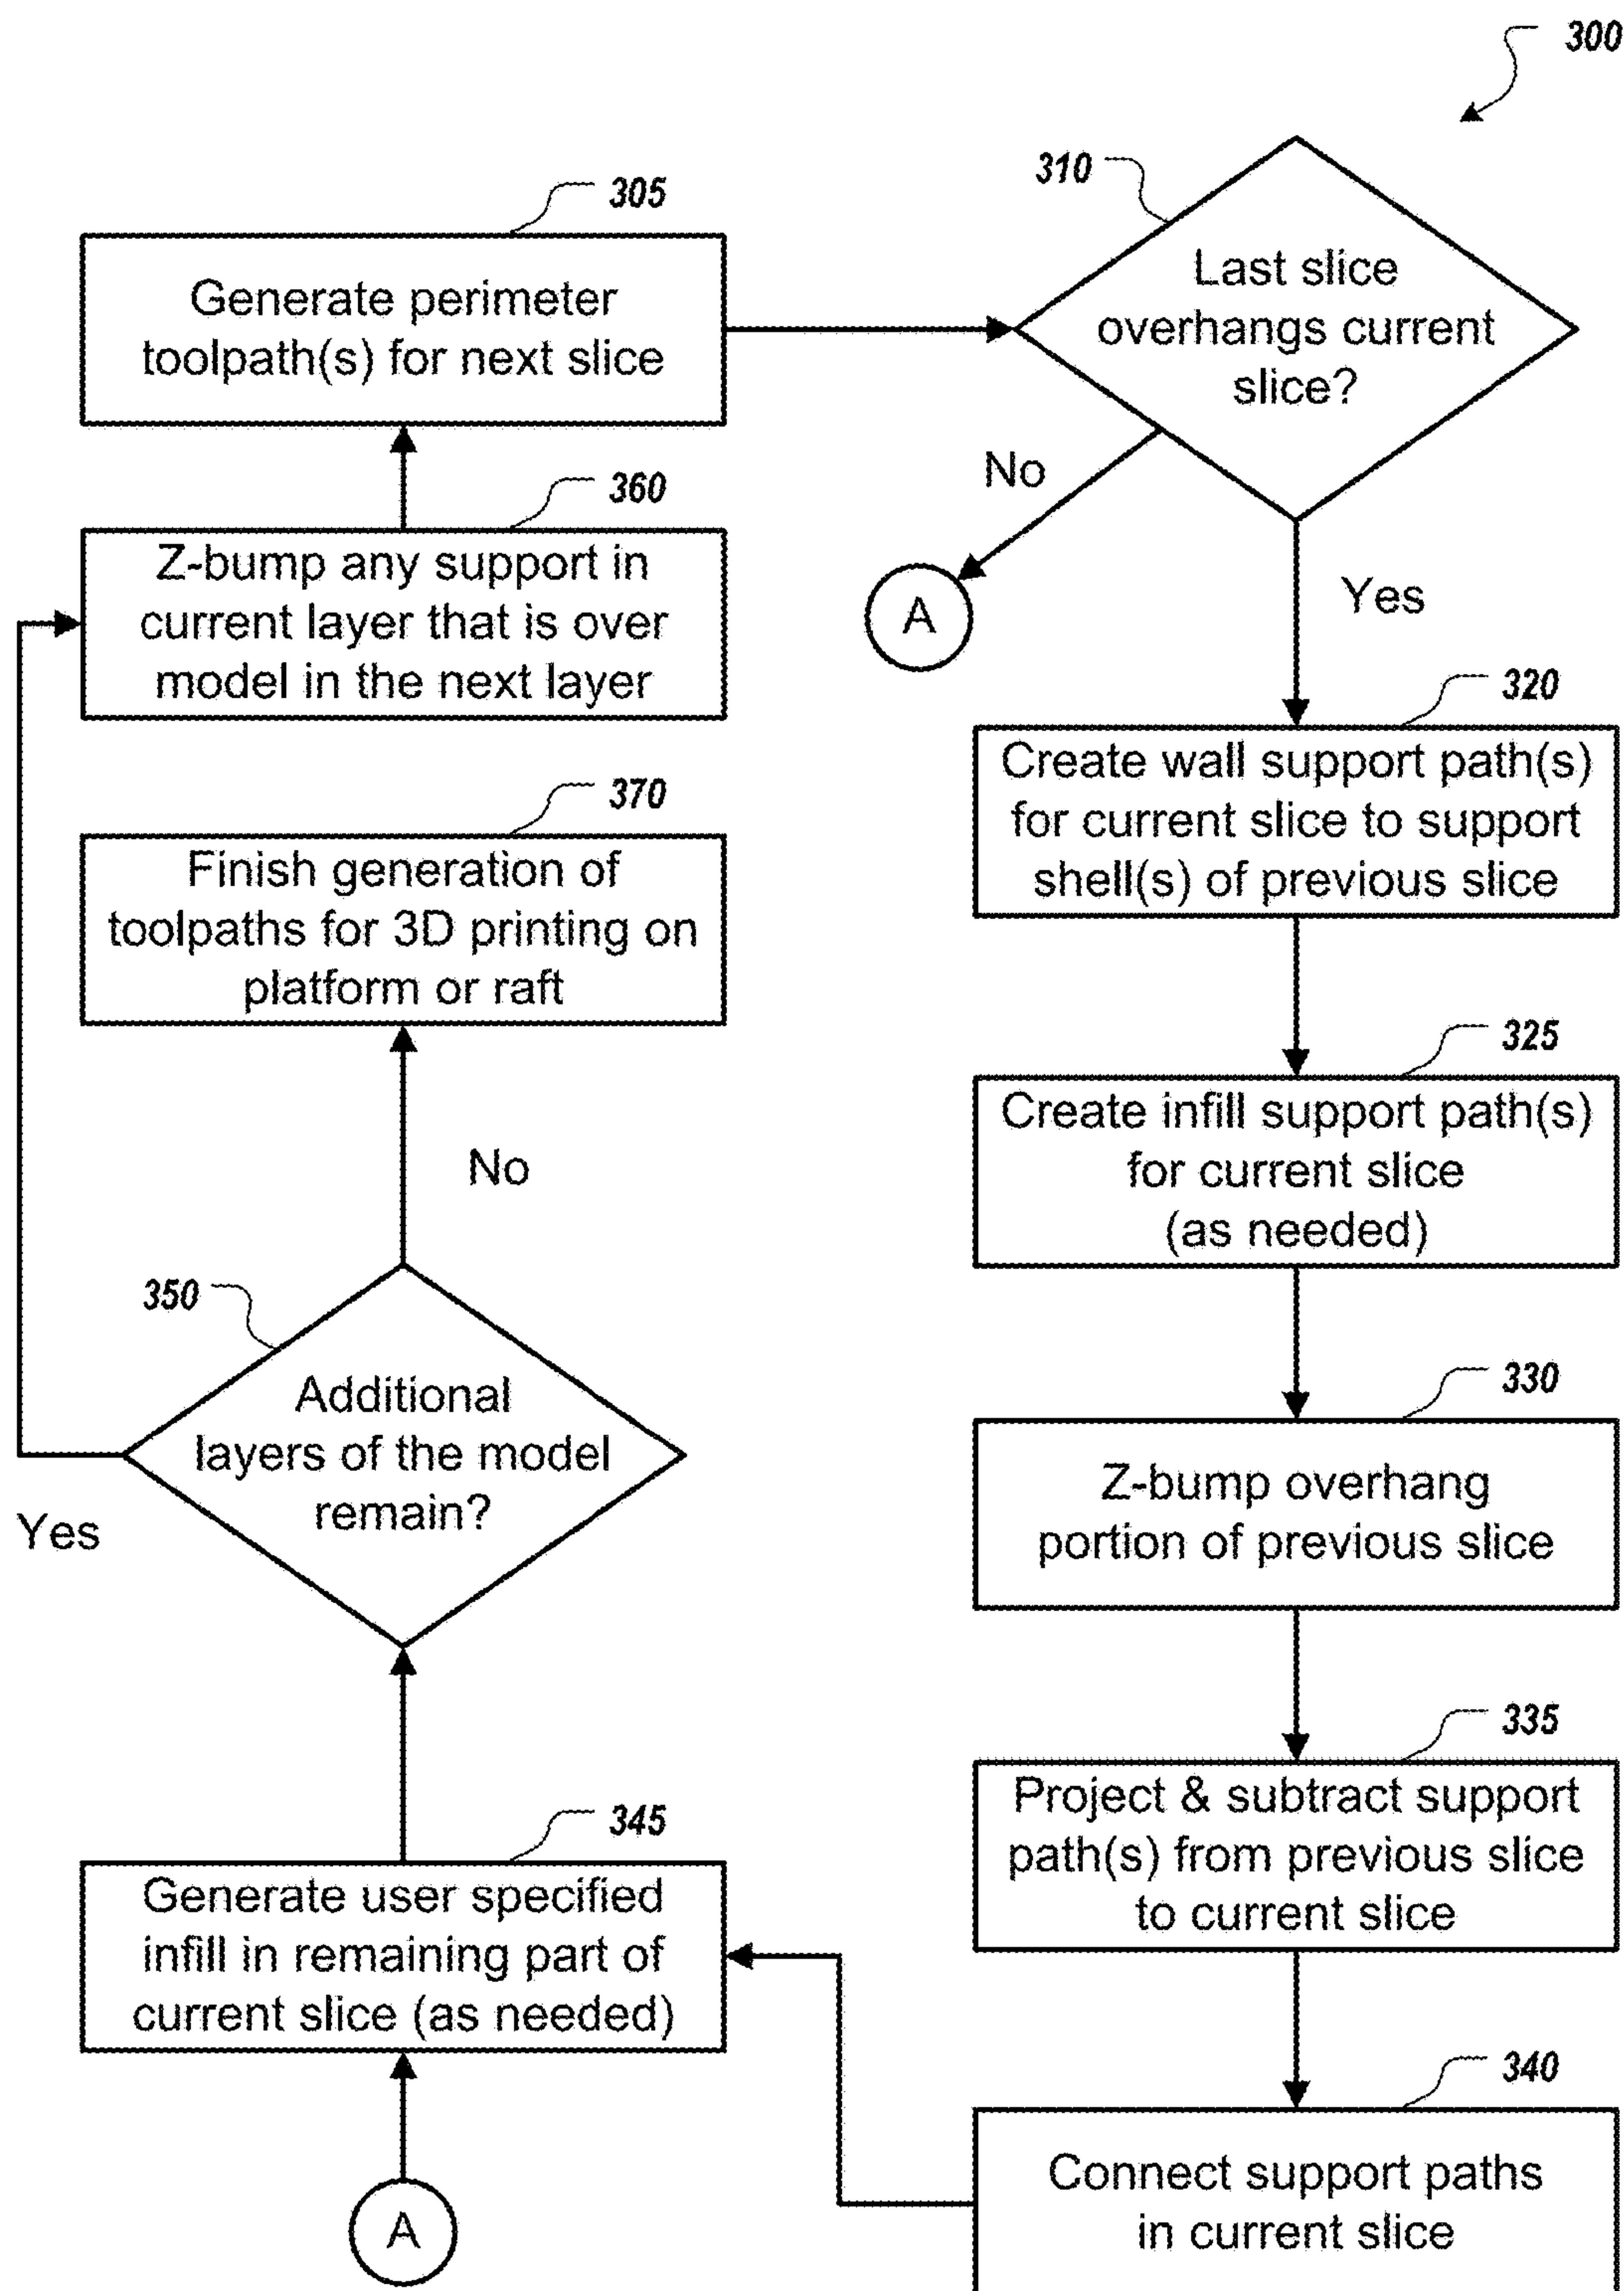 300
305
Generate perimeter
toolpath(s) for next slice
310
Last slice
overhangs current
slice?
No
A
Yes
360
Z-bump any support in
current layer that is over
model in the next layer
320
Create wall support path(s)
for current slice to support
shell(s) of previous slice
370
Finish generation of
toolpaths for 3D printing on
platform or raft
325
Create infill support path(s)
for current slice
(as needed)
No
350
Additional
layers of the model
remain?
Yes
330
Z-bump overhang
portion of previous slice
335
Project & subtract support
path(s) from previous slice
to current slice
345
Generate user specified
infill in remaining part of
current slice (as needed)
340
Connect support paths
in current slice
A